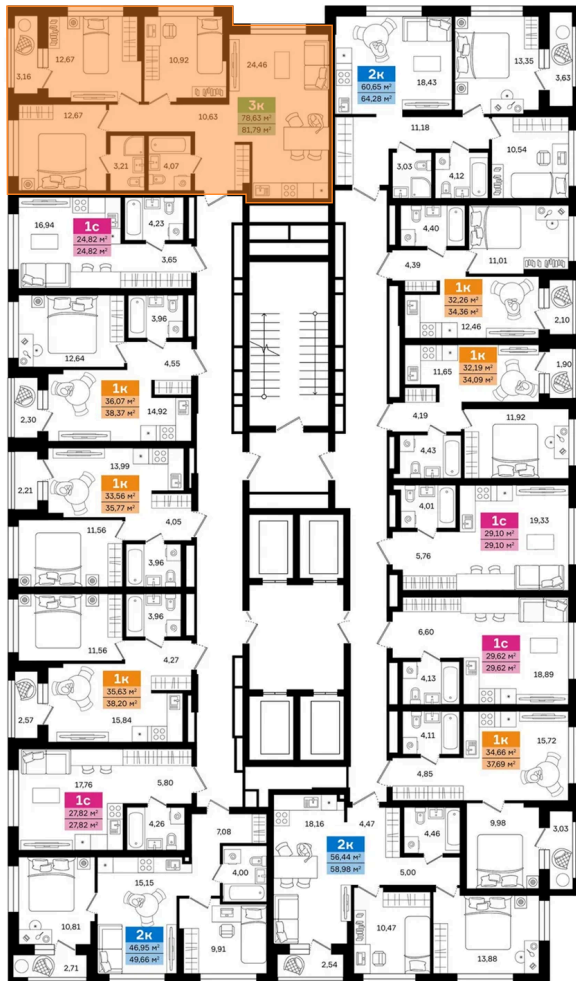 12,67
10,92
24,46
3,16
3к
78,63 м²
81,79 м²
12,67
10,63
3,21
4,07
2к
60,65 м²
64,28 м²
18,43
13,35
3,63
11,18
10,54
3,03
4,12
16,94
1с
24,82 м²
24,82 м²
4,23
3,65
4,40
11,01
4,39
1к
32,26 м²
34,36 м²
2,10
12,46
3,96
12,64
4,55
1к
36,07 м²
38,37 м²
14,92
2,30
1к
32,19 м²
34,09 м²
11,65
1,90
4,19
11,92
4,43
13,99
1к
33,56 м²
35,77 м²
2,21
4,05
11,56
3,96
4,01
1с
29,10 м²
29,10 м²
19,33
5,76
3,96
11,56
4,27
1к
35,63 м²
38,20 м²
2,57
15,84
6,60
1с
29,62 м²
29,62 м²
4,13
18,89
4,11
1к
34,66 м²
37,69 м²
15,72
4,85
17,76
5,80
1с
27,82 м²
27,82 м²
4,26
7,08
4,00
15,15
10,81
2к
46,95 м²
49,66 м²
9,91
2,71
18,16
4,47
2к
56,44 м²
58,98 м²
4,46
9,98
3,03
5,00
10,47
2,54
13,88